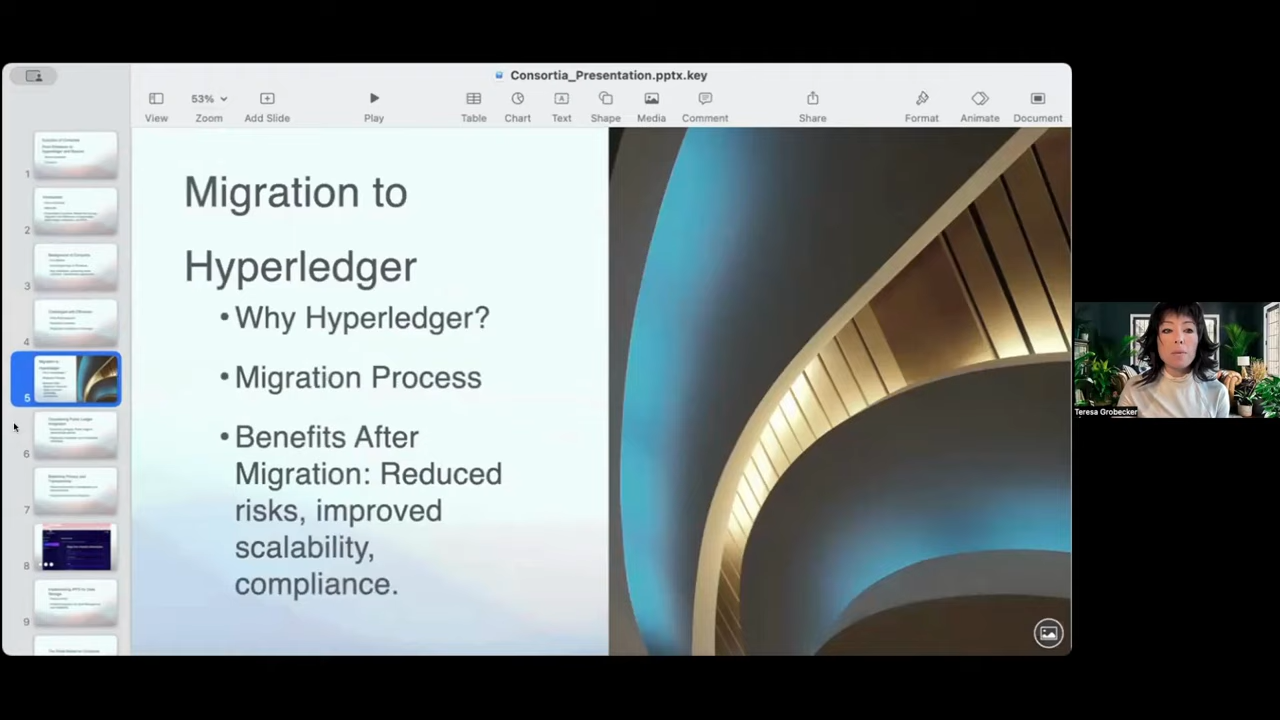 Consortia_Presentation.pptx.key
53%
View
Zoom
Add Slide
Play
Table
Chart
Text
Shape
Media
Comment
Share
Format
Animate
Document
1
2
3
4
5
6
7
8
9
Migration to
Hyperledger
•Why Hyperledger?
•Migration Process
•Benefits After
Migration: Reduced
risks, improved
scalability,
compliance.
Teresa Grobecker